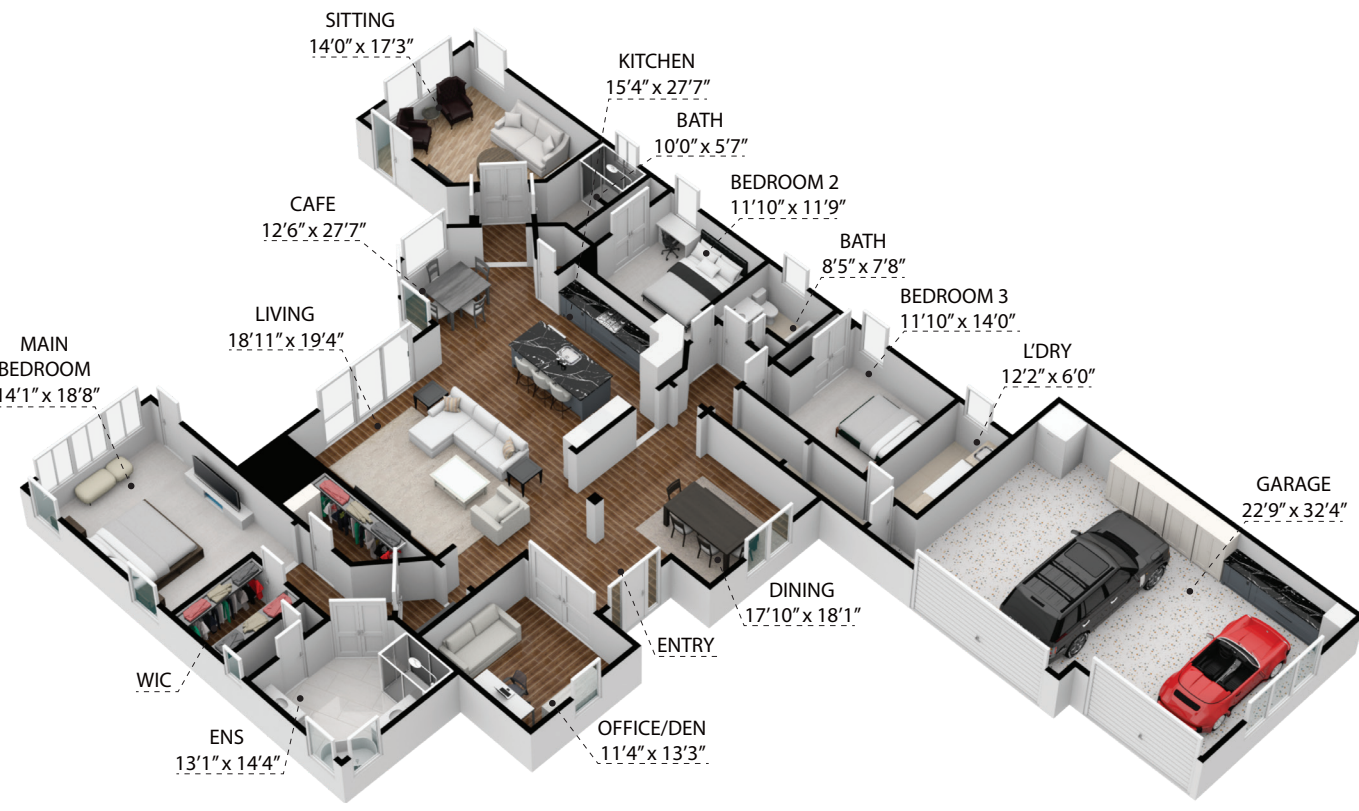 SITTING
14'0" x 17'3"
KITCHEN
15'4" x 27'7"
BATH
10'0" x 5'7"
BEDROOM 2
11'10" x 11'9"
CAFE
12'6" x 27'7"
BATH
8'5" x 7'8"
BEDROOM 3
11'10" x 14'0"
LIVING
18'11" x 19'4"
MAIN
BEDROOM
14'1" x 18'8"
L'DRY
12'2" x 6'0"
GARAGE
22'9" x 32'4"
DINING
17'10" x 18'1"
ENTRY
WIC
OFFICE/DEN
11'4" x 13'3"
ENS
13'1" x 14'4"